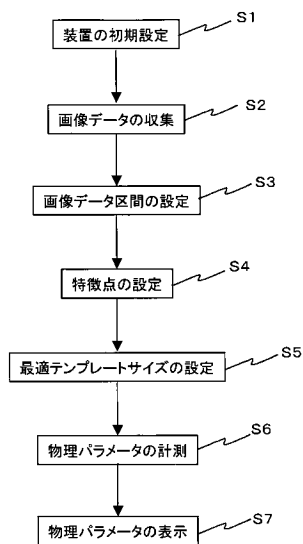 装置の初期設定 S1
画像データの収集 S2
画像データ区間の設定 S3
特徴点の設定 S4
最適テンプレートサイズの設定 S5
物理パラメータの計測 S6
物理パラメータの表示 S7